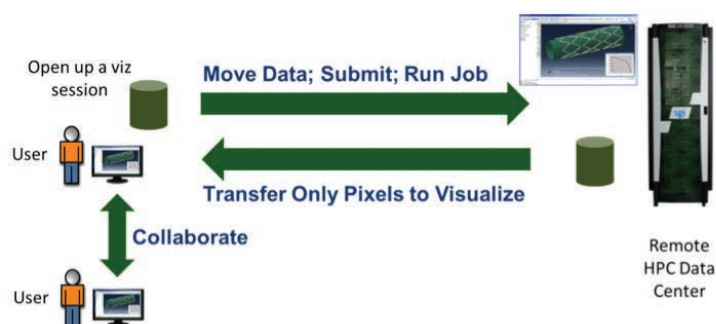 Open up a viz
session
Move Data; Submit; Run Job
User
Transfer Only Pixels to Visualize
Collaborate
User
Remote
HPC Data
Center